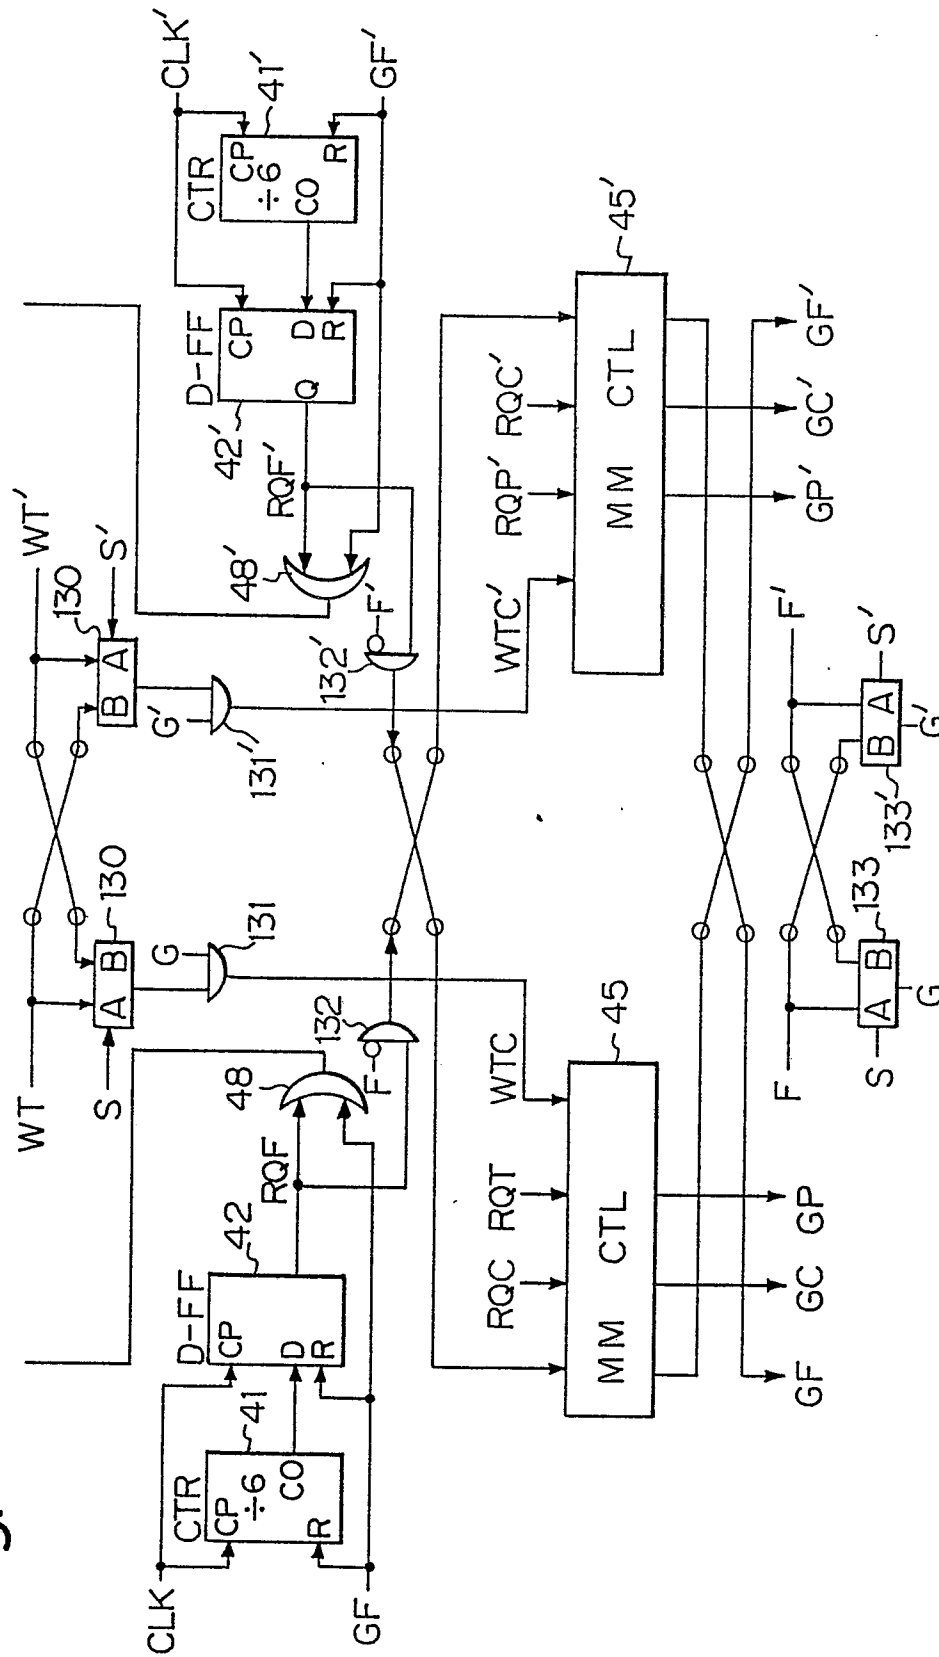 WT
WT'
130
130
S
A B
B A
S'
G
G'
131
131'
CLK
CLK'
CTR
41
CP
÷6
CO
R
D-FF
42
CP
D
R
RQF
48
GF
F
132
D-FF
42'
CP
D
R
Q
RQF'
48'
CTR
41'
CP
÷6
CO
R
GF'
F'
132'
RQC
RQT
WTC
WTC'
RQP'
RQC'
MM CTL
45
MM CTL
45'
GF
GC
GP
GP'
GC'
GF'
F
F'
S
A B
133
G
B A
133'
S'
G'